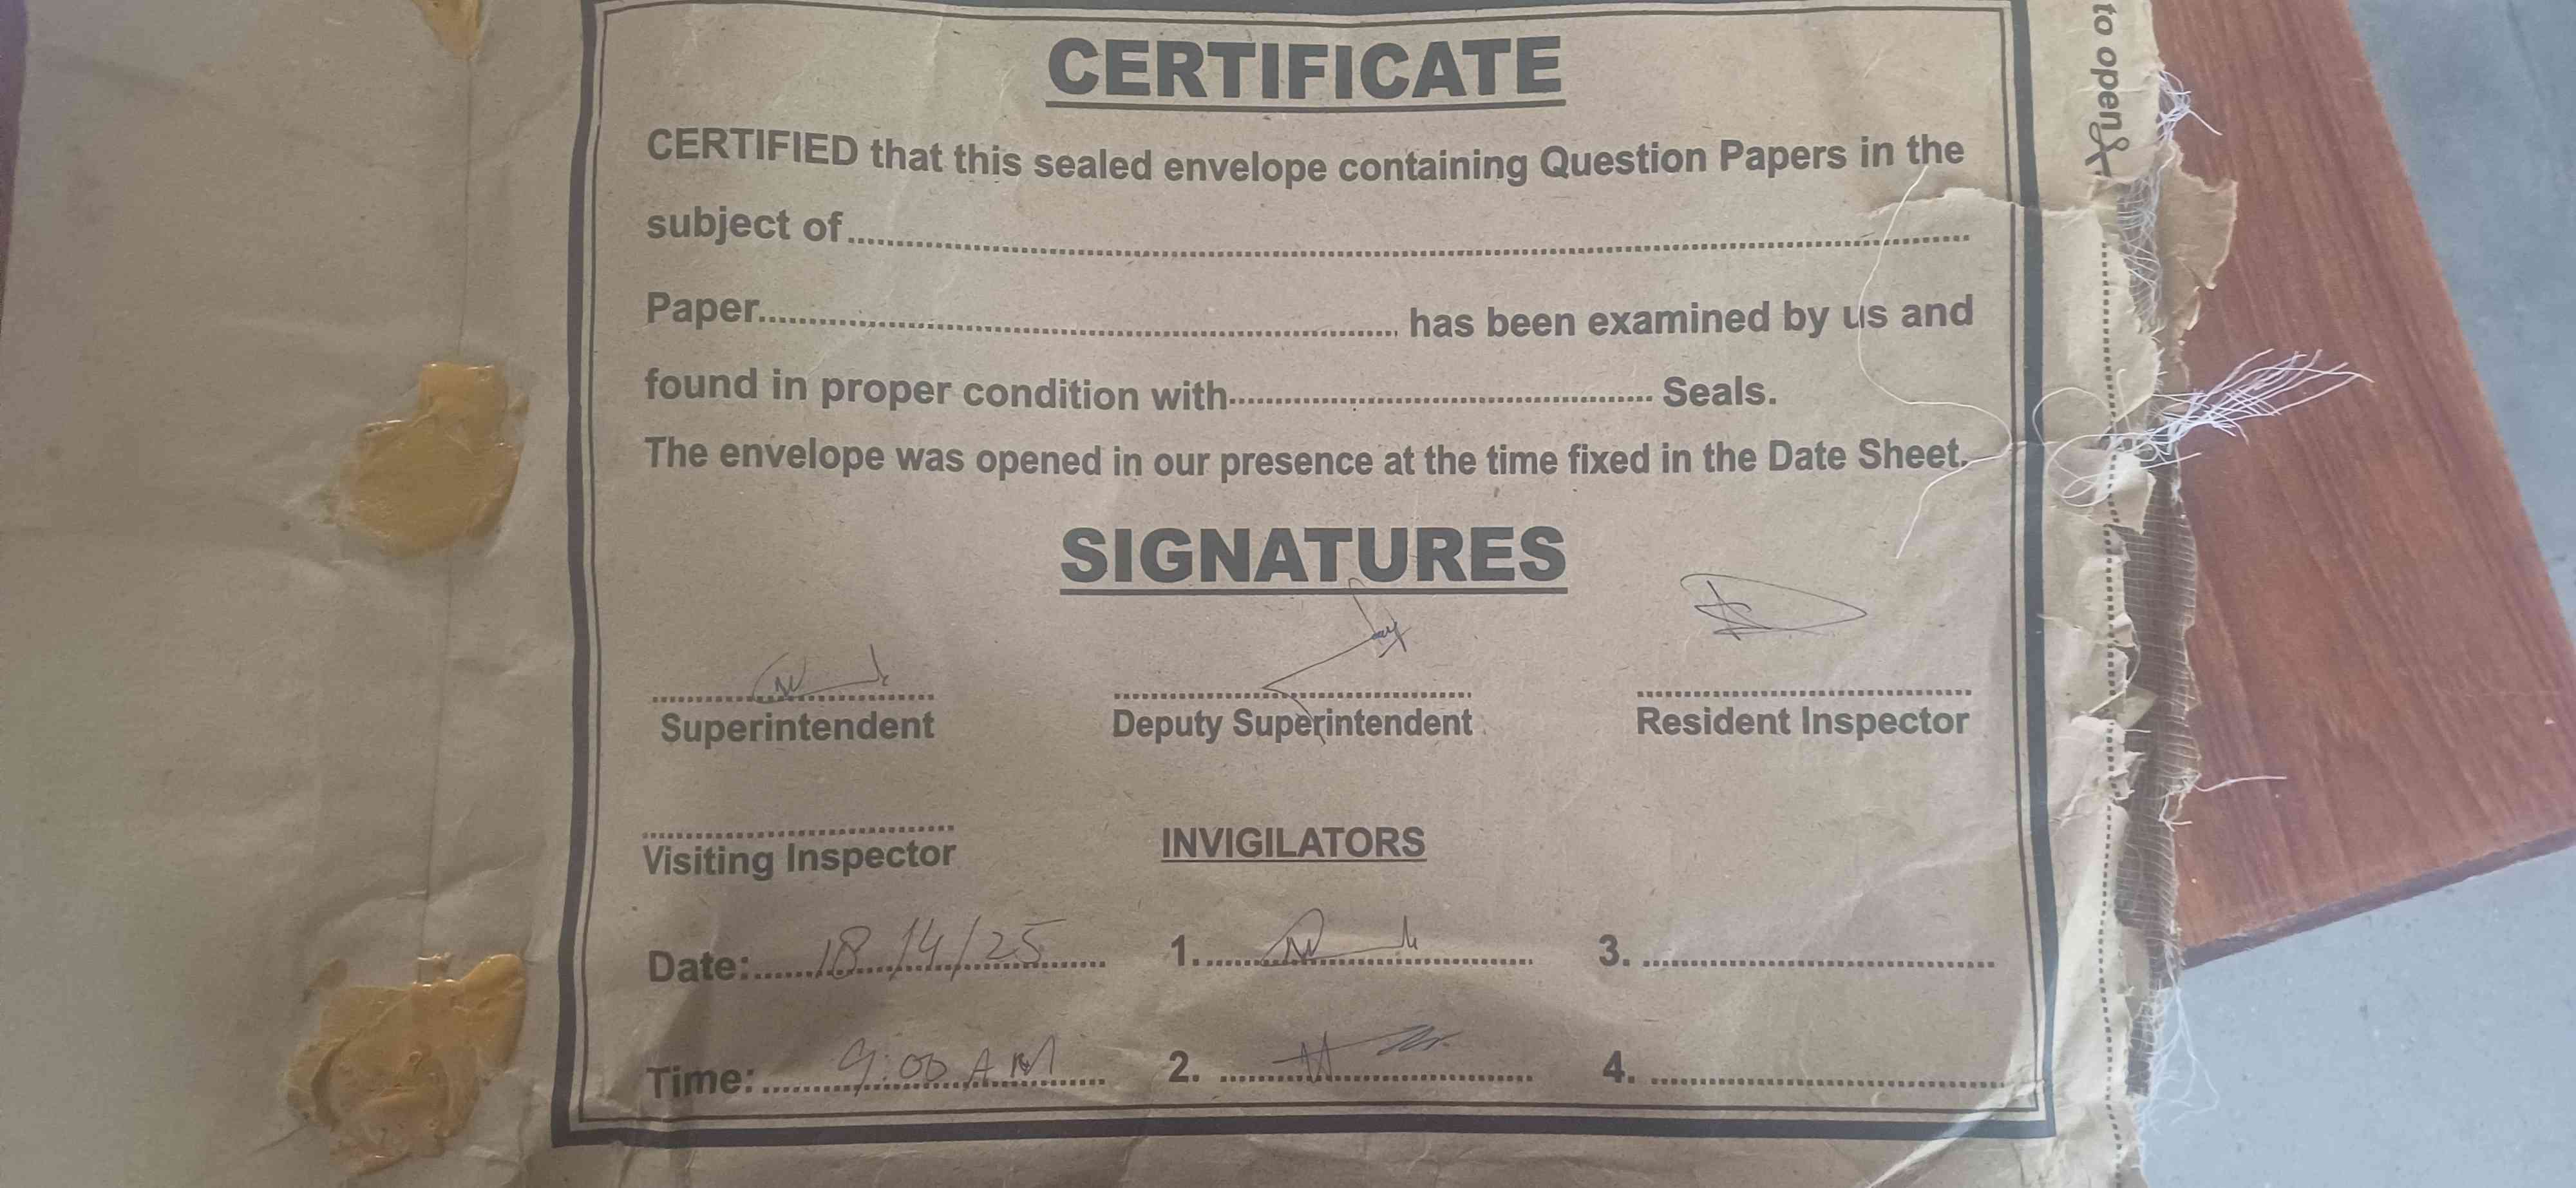 CERTIFICATE
CERTIFIED that this sealed envelope containing Question Papers in the
subject of
Paper has been examined by us and
found in proper condition with Seals.
The envelope was opened in our presence at the time fixed in the Date Sheet.
SIGNATURES
Superintendent Deputy Superintendent Resident Inspector
Visiting Inspector INVIGILATORS
Date: 18/4/25 1. 3.
Time: 9:00 AM 2. 4.
to open